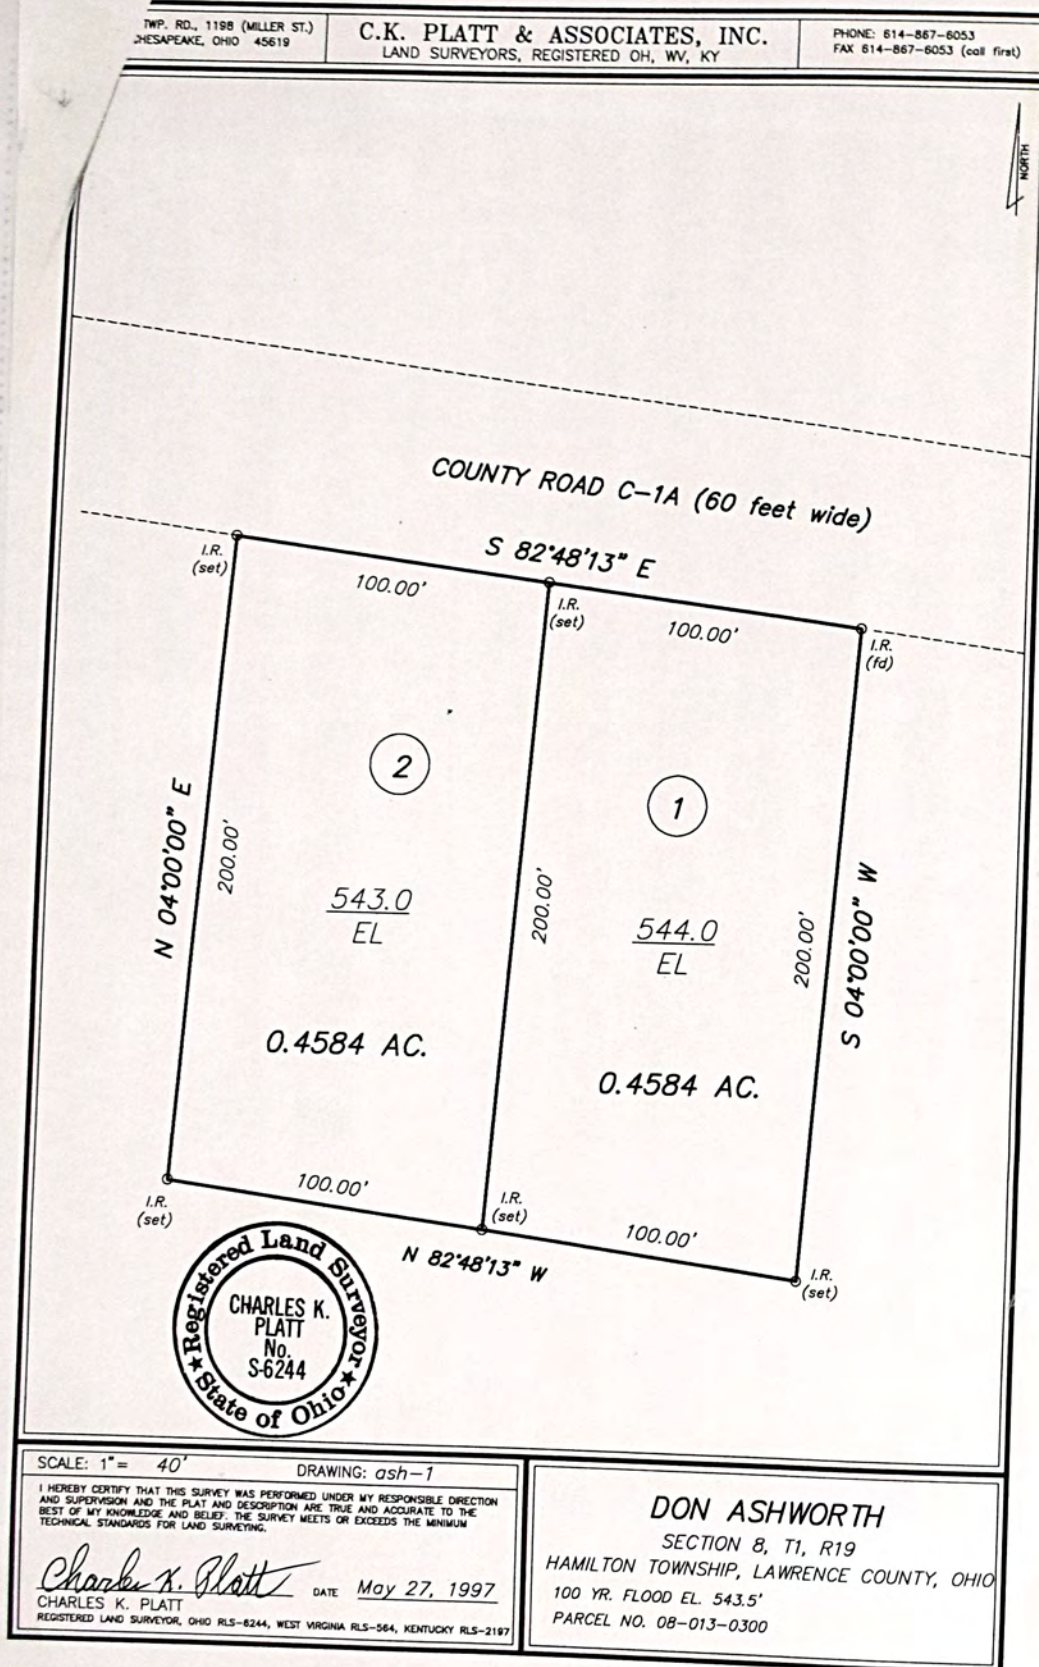 TWP. RD., 1198 (MILLER ST.)
CHESAPEAKE, OHIO 45619
C.K. PLATT & ASSOCIATES, INC.
LAND SURVEYORS, REGISTERED OH, WV, KY
PHONE: 614-867-6053
FAX 614-867-6053 (call first)
NORTH
COUNTY ROAD C-1A (60 feet wide)
S 82°48'13" E
I.R.
(set)
100.00'
I.R.
(set)
100.00'
I.R.
(fd)
2
1
N 04°00'00" E
200.00'
543.0
EL
200.00'
544.0
EL
200.00'
S 04°00'00" W
0.4584 AC.
0.4584 AC.
I.R.
(set)
100.00'
I.R.
(set)
N 82°48'13" W
100.00'
I.R.
(set)
★ Registered Land Surveyor ★
State of Ohio
CHARLES K.
PLATT
No.
S-6244
SCALE: 1"= 40'
DRAWING: ash-1
I HEREBY CERTIFY THAT THIS SURVEY WAS PERFORMED UNDER MY RESPONSIBLE DIRECTION
AND SUPERVISION AND THE PLAT AND DESCRIPTION ARE TRUE AND ACCURATE TO THE
BEST OF MY KNOWLEDGE AND BELIEF. THE SURVEY MEETS OR EXCEEDS THE MINIMUM
TECHNICAL STANDARDS FOR LAND SURVEYING.
Charles K. Platt DATE May 27, 1997
CHARLES K. PLATT
REGISTERED LAND SURVEYOR, OHIO RLS-6244, WEST VIRGINIA RLS-564, KENTUCKY RLS-2197
DON ASHWORTH
SECTION 8, T1, R19
HAMILTON TOWNSHIP, LAWRENCE COUNTY, OHIO
100 YR. FLOOD EL. 543.5'
PARCEL NO. 08-013-0300